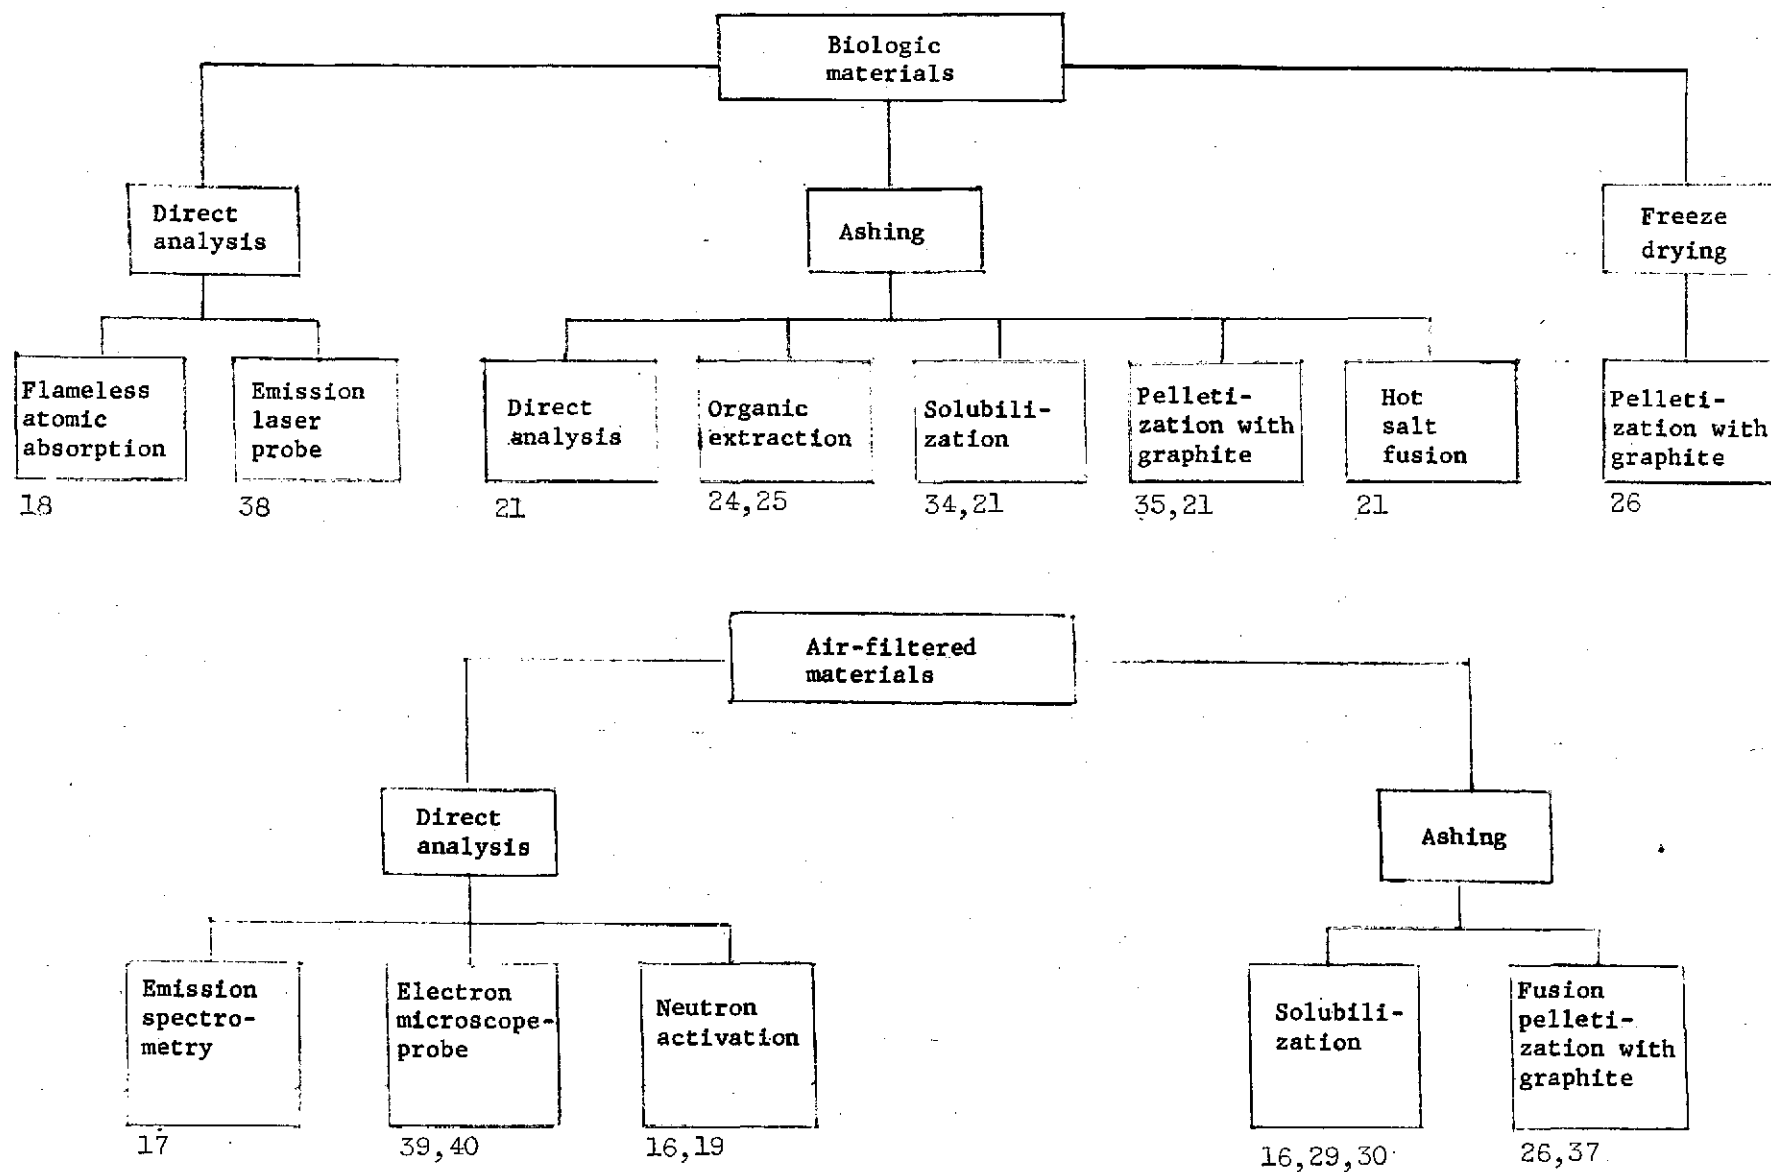 Biologic
materials
Direct
analysis
Ashing
Freeze
drying
Flameless
atomic
absorption
Emission
laser
probe
Direct
analysis
Organic
extraction
Solubili-
zation
Pelleti-
zation with
graphite
Hot
salt
fusion
Pelleti-
zation with
graphite
18
38
21
24,25
34,21
35,21
21
26
Air-filtered
materials
Direct
analysis
Ashing
Emission
spectro-
metry
Electron
microscope-
probe
Neutron
activation
Solubili-
zation
Fusion
pelleti-
zation with
graphite
17
39,40
16,19
16,29,30
26,37